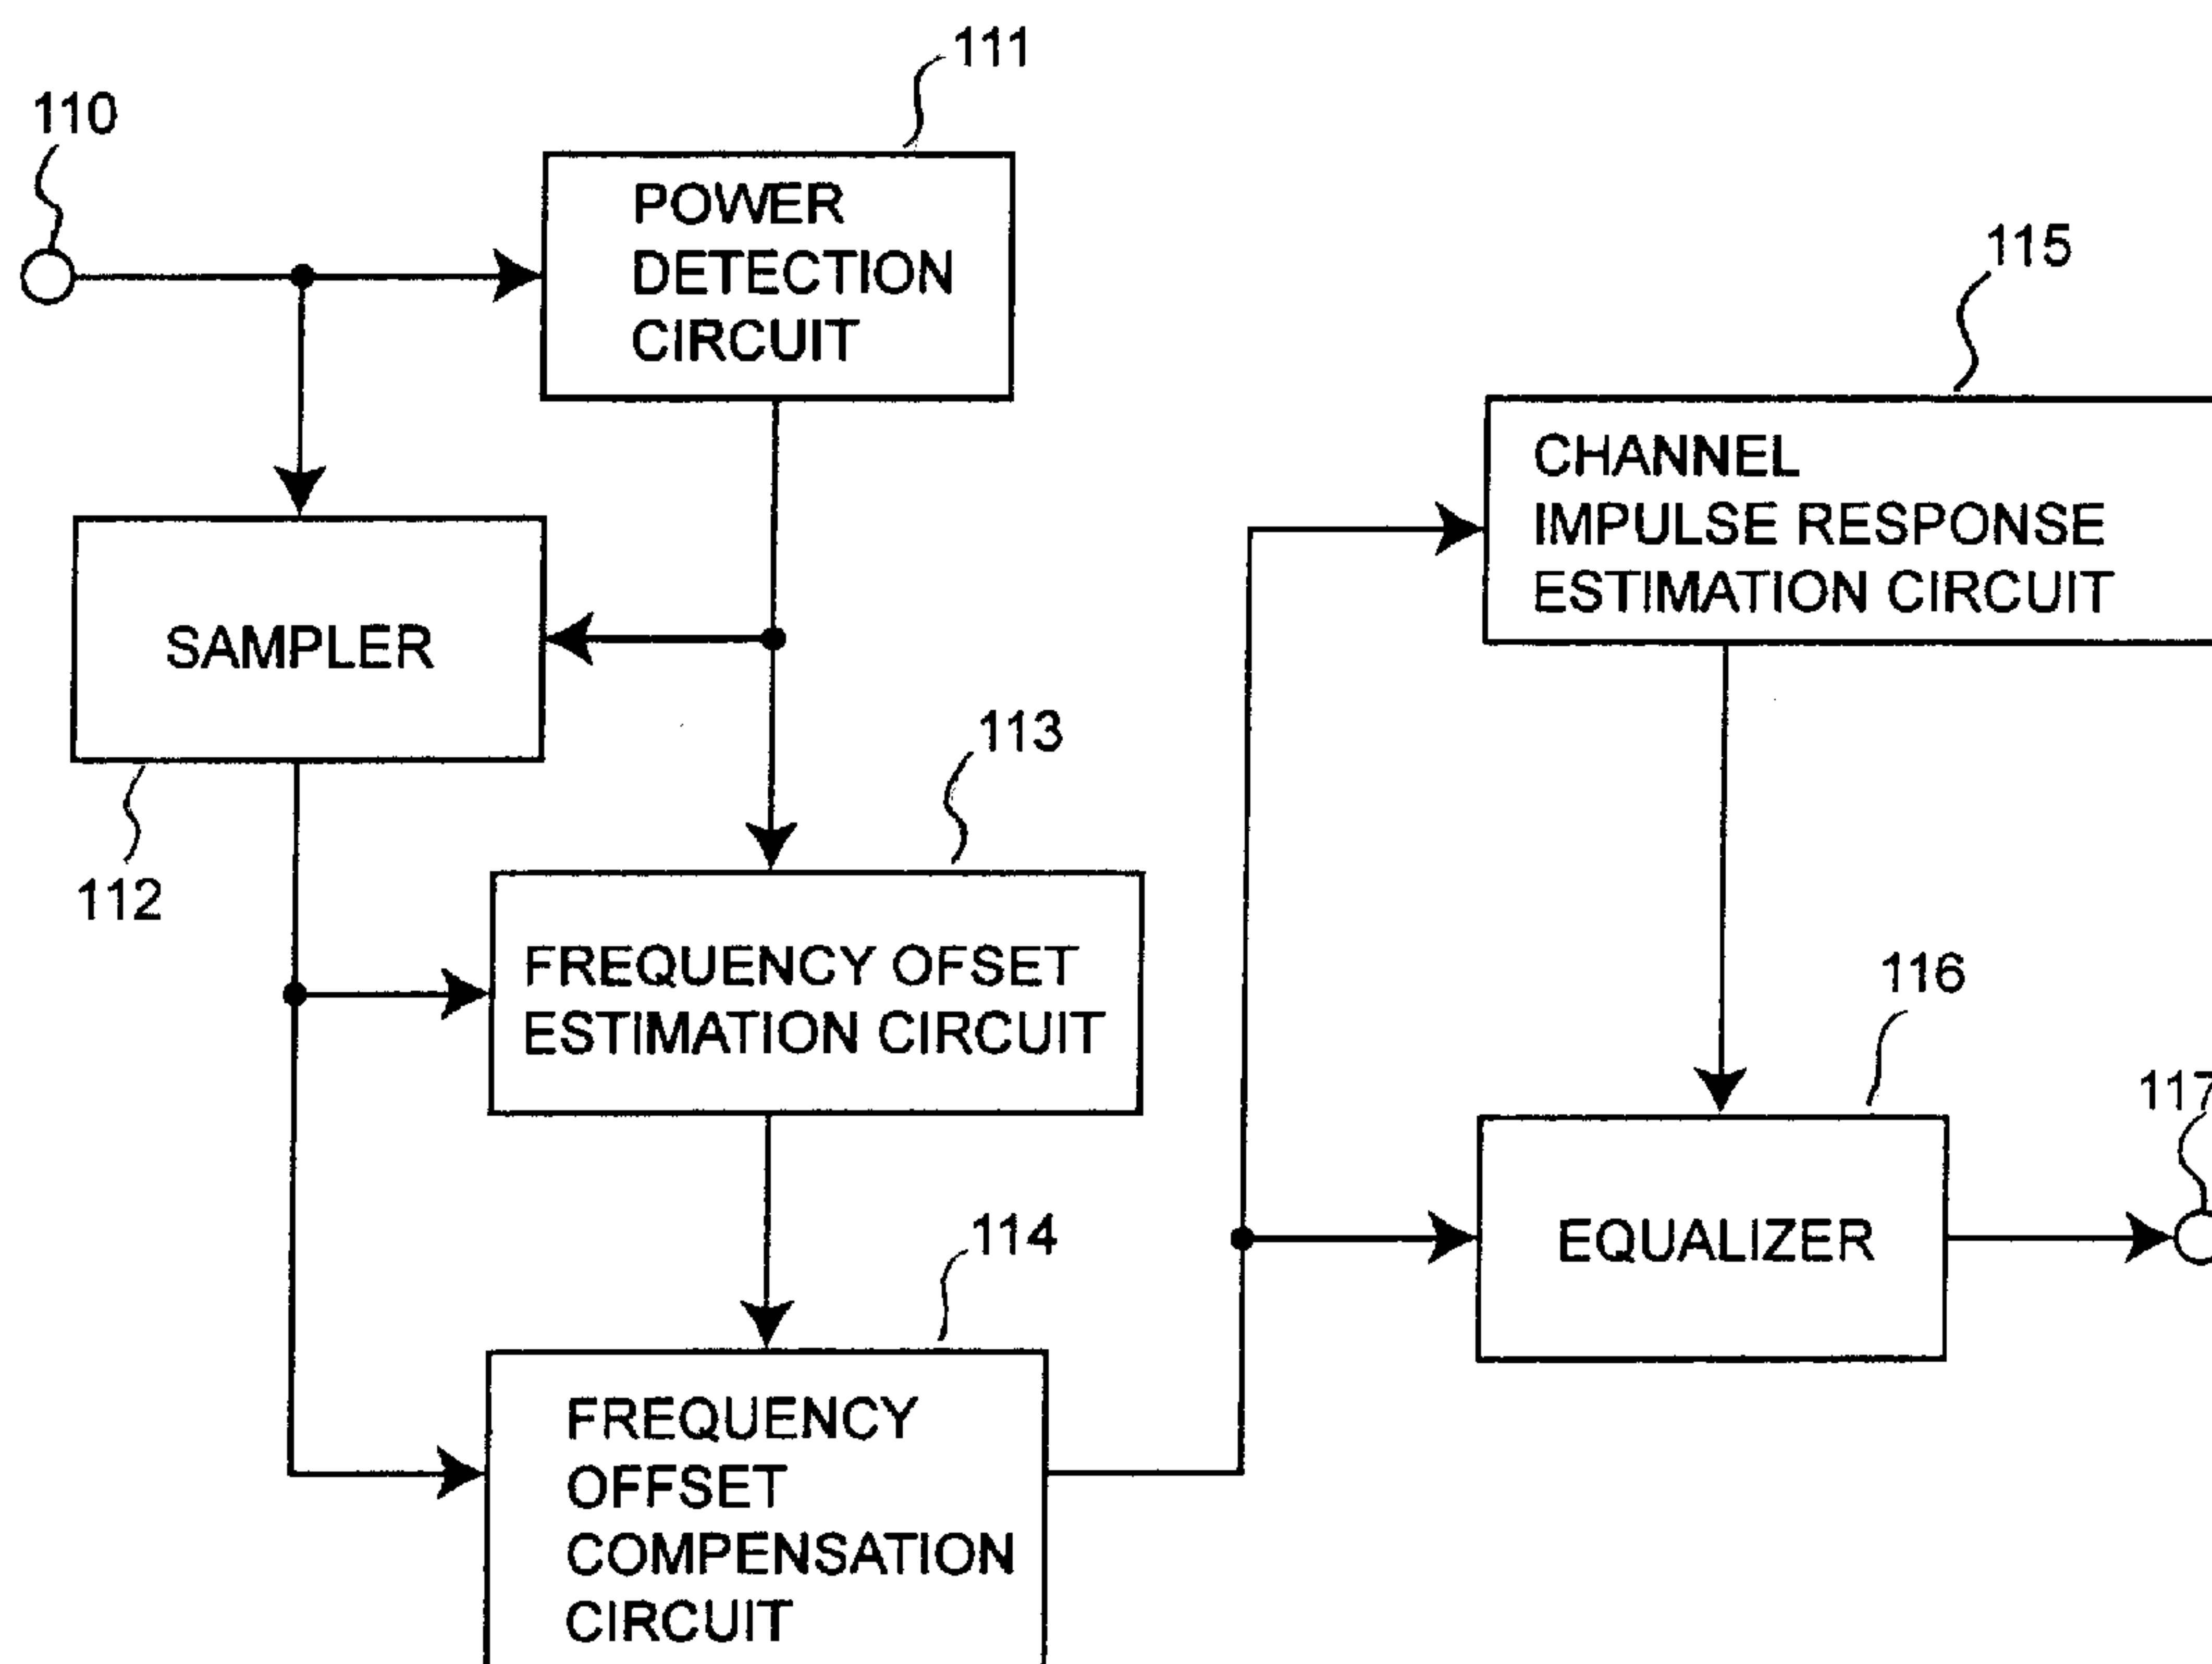 111
110
POWER
DETECTION
CIRCUIT
115
CHANNEL
IMPULSE RESPONSE
ESTIMATION CIRCUIT
SAMPLER
113
112
FREQUENCY OFSET
ESTIMATION CIRCUIT
116
117
114
EQUALIZER
FREQUENCY
OFFSET
COMPENSATION
CIRCUIT